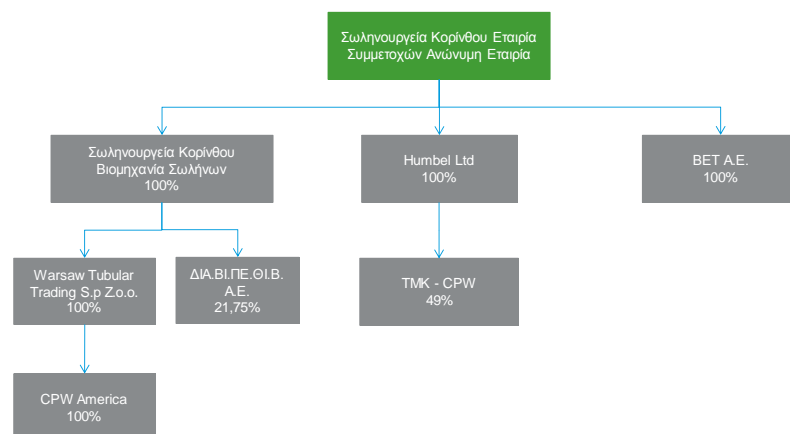 Σωληνουργεία Κορίνθου Εταιρία
Συμμετοχών Ανώνυμη Εταιρία
Σωληνουργεία Κορίνθου
Βιομηχανία Σωλήνων
100%
Humbel Ltd
100%
ΒΕΤ Α.Ε.
100%
Warsaw Tubular
Trading S.p Z.o.o.
100%
ΔΙΑ.ΒΙ.ΠΕ.ΘΙ.Β.
Α.Ε.
21,75%
TMK - CPW
49%
CPW America
100%